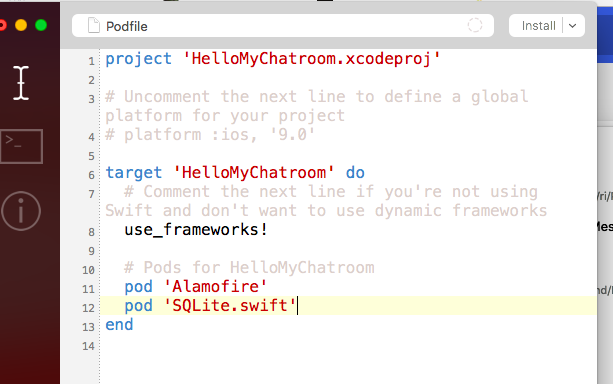 Podfile
Install
1 project 'HelloMyChatroom.xcodeproj'
2
3 # Uncomment the next line to define a global
platform for your project
4 # platform :ios, '9.0'
5
6 target 'HelloMyChatroom' do
7 # Comment the next line if you're not using
Swift and don't want to use dynamic frameworks
8 use_frameworks!
9
10 # Pods for HelloMyChatroom
11 pod 'Alamofire'
12 pod 'SQLite.swift'
13 end
14
>_